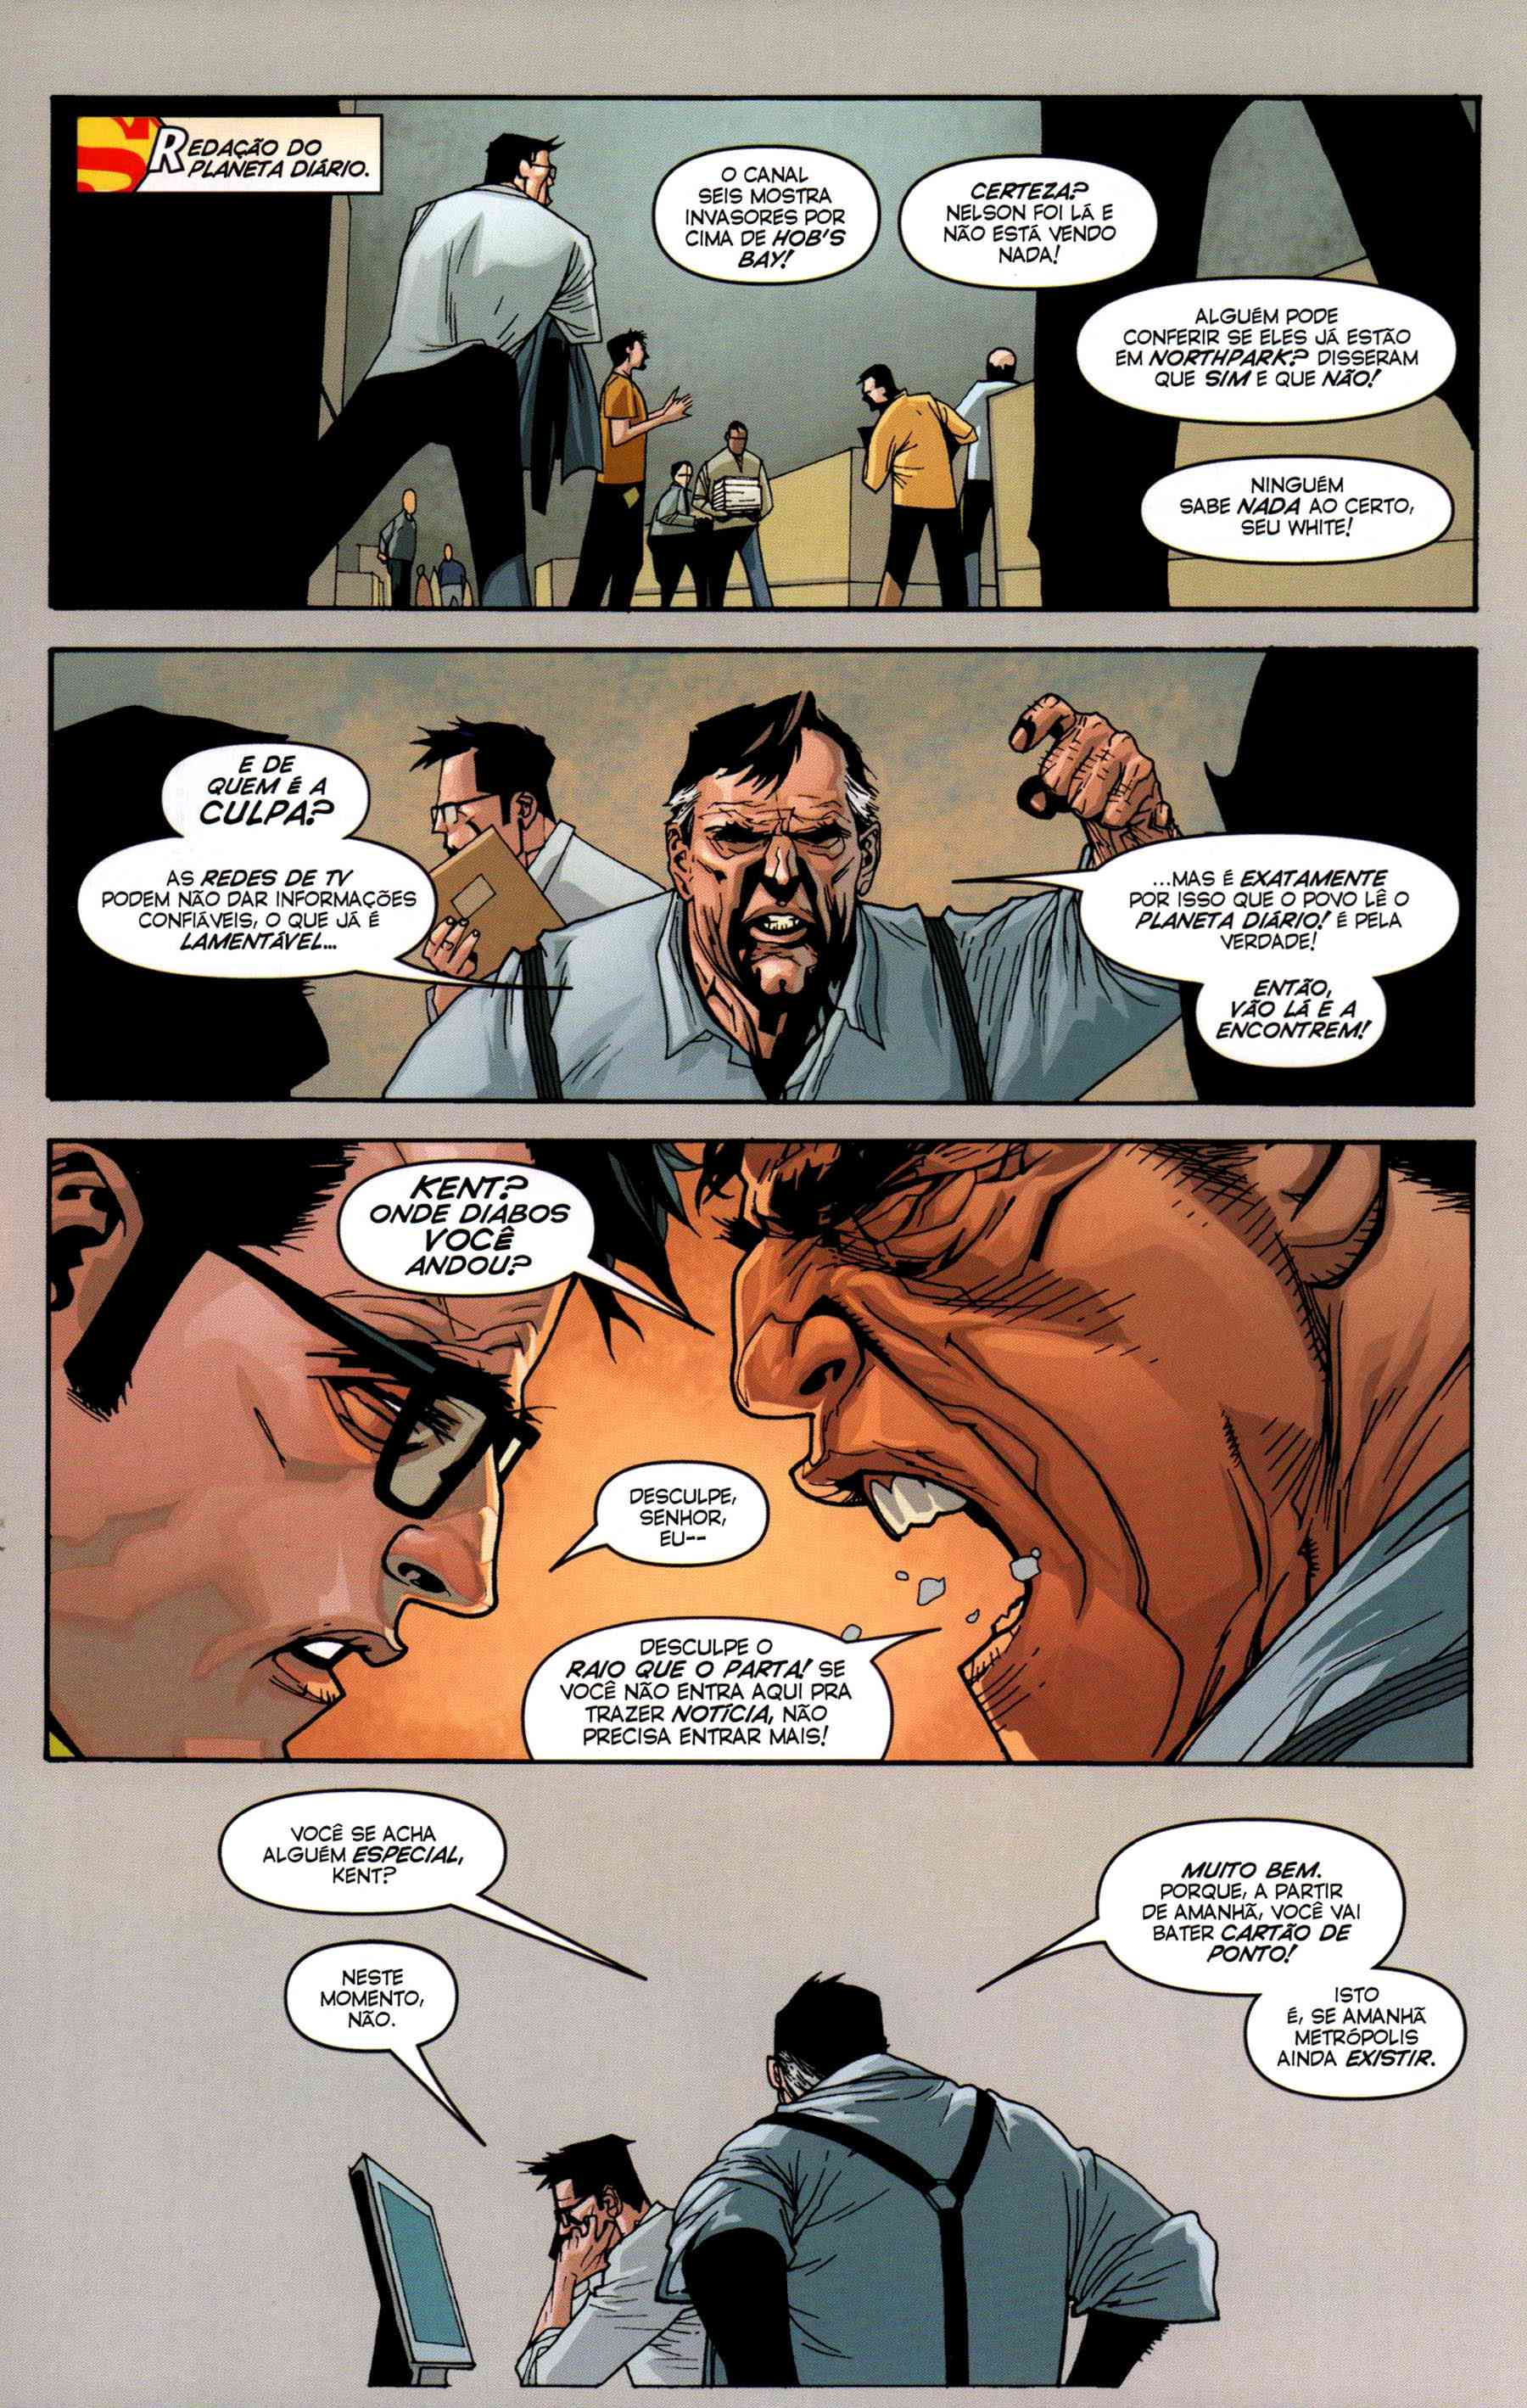 REDAÇÃO DO
PLANETA DIÁRIO.
O CANAL
SEIS MOSTRA
INVASORES POR
CIMA DE HOB'S
BAY!
CERTEZA?
NELSON FOI LÁ E
NÃO ESTÁ VENDO
NADA!
ALGUÉM PODE
CONFERIR SE ELES JÁ ESTÃO
EM NORTHPARK? DISSERAM
QUE SIM E QUE NÃO!
NINGUÉM
SABE NADA AO CERTO,
SEU WHITE!
E DE
QUEM É A
CULPA?
AS REDES DE TV
PODEM NÃO DAR INFORMAÇÕES
CONFIÁVEIS, O QUE JÁ É
LAMENTÁVEL...
...MAS É EXATAMENTE
POR ISSO QUE O POVO LÊ O
PLANETA DIÁRIO! É PELA
VERDADE!
ENTÃO,
VÃO LÁ E A
ENCONTREM!
KENT?
ONDE DIABOS
VOCÊ
ANDOU?
DESCULPE,
SENHOR,
EU--
DESCULPE O
RAIO QUE O PARTA! SE
VOCÊ NÃO ENTRA AQUI PRA
TRAZER NOTÍCIA, NÃO
PRECISA ENTRAR MAIS!
VOCÊ SE ACHA
ALGUÉM ESPECIAL,
KENT?
NESTE
MOMENTO,
NÃO.
MUITO BEM.
PORQUE, A PARTIR
DE AMANHÃ, VOCÊ VAI
BATER CARTÃO DE
PONTO!
ISTO
É, SE AMANHÃ
METRÓPOLIS
AINDA EXISTIR.